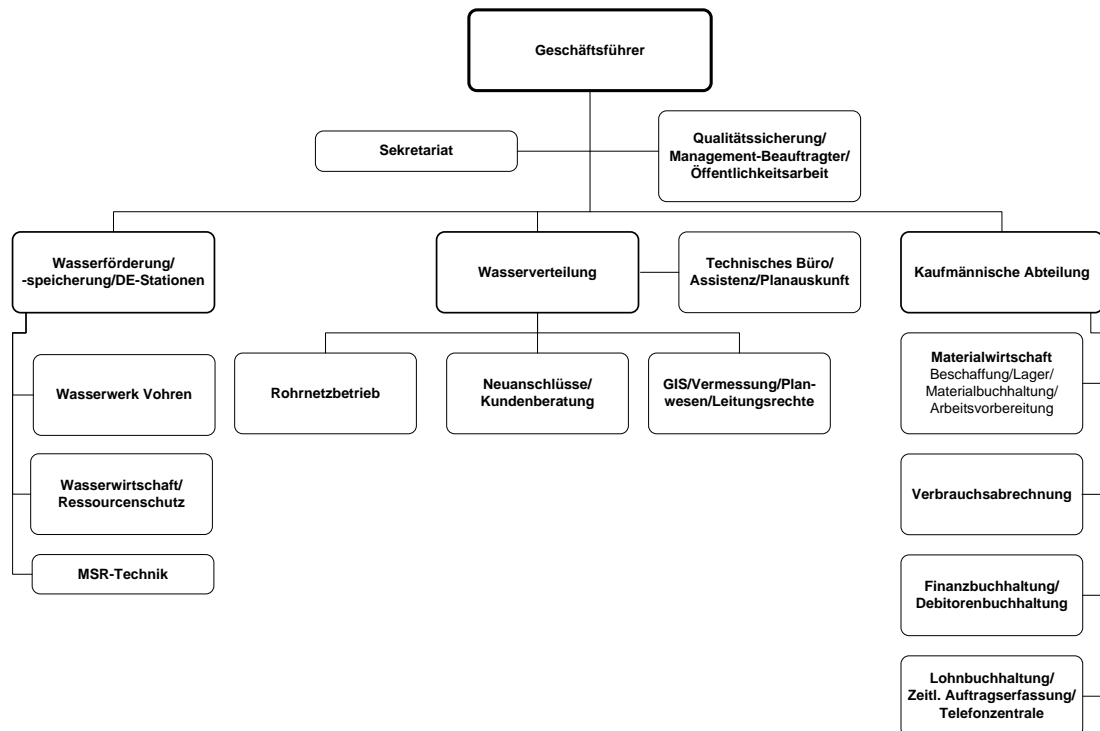 Geschäftsführer
Sekretariat
Qualitätssicherung/
Management-Beauftragter/
Öffentlichkeitsarbeit
Wasserförderung/
-speicherung/DE-Stationen
Wasserverteilung
Technisches Büro/
Assistenz/Planauskunft
Kaufmännische Abteilung
Wasserwerk Vohren
Wasserwirtschaft/
Ressourcenschutz
MSR-Technik
Rohrnetzbetrieb
Neuanschlüsse/
Kundenberatung
GIS/Vermessung/Plan-
wesen/Leitungsrechte
Materialwirtschaft
Beschaffung/Lager/
Materialbuchhaltung/
Arbeitsvorbereitung
Verbrauchsabrechnung
Finanzbuchhaltung/
Debitorenbuchhaltung
Lohnbuchhaltung/
Zeitl. Auftragserfassung/
Telefonzentrale